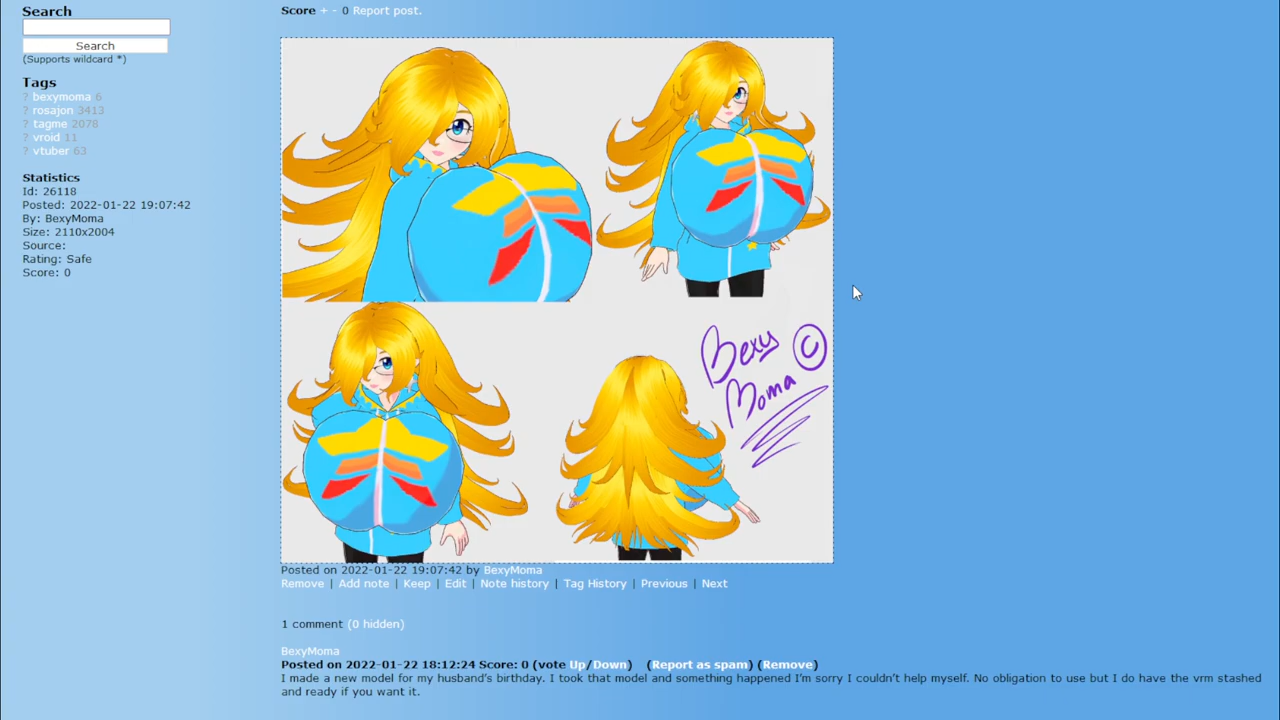 Search
Search
(Supports wildcard *)
Tags
? bexymoma 6
? rosajon 3413
? tagme 2078
? vroid 11
? vtuber 63
Statistics
Id: 26118
Posted: 2022-01-22 19:07:42
By: BexyMoma
Size: 2110x2004
Source:
Rating: Safe
Score: 0
Score + - 0 Report post.
Bexy ©
Moma
Posted on 2022-01-22 19:07:42 by BexyMoma
Remove | Add note | Keep | Edit | Note history | Tag History | Previous | Next
1 comment (0 hidden)
BexyMoma
Posted on 2022-01-22 18:12:24 Score: 0 (vote Up/Down) (Report as spam) (Remove)
I made a new model for my husband's birthday. I took that model and something happened I'm sorry I couldn't help myself. No obligation to use but I do have the vrm stashed
and ready if you want it.